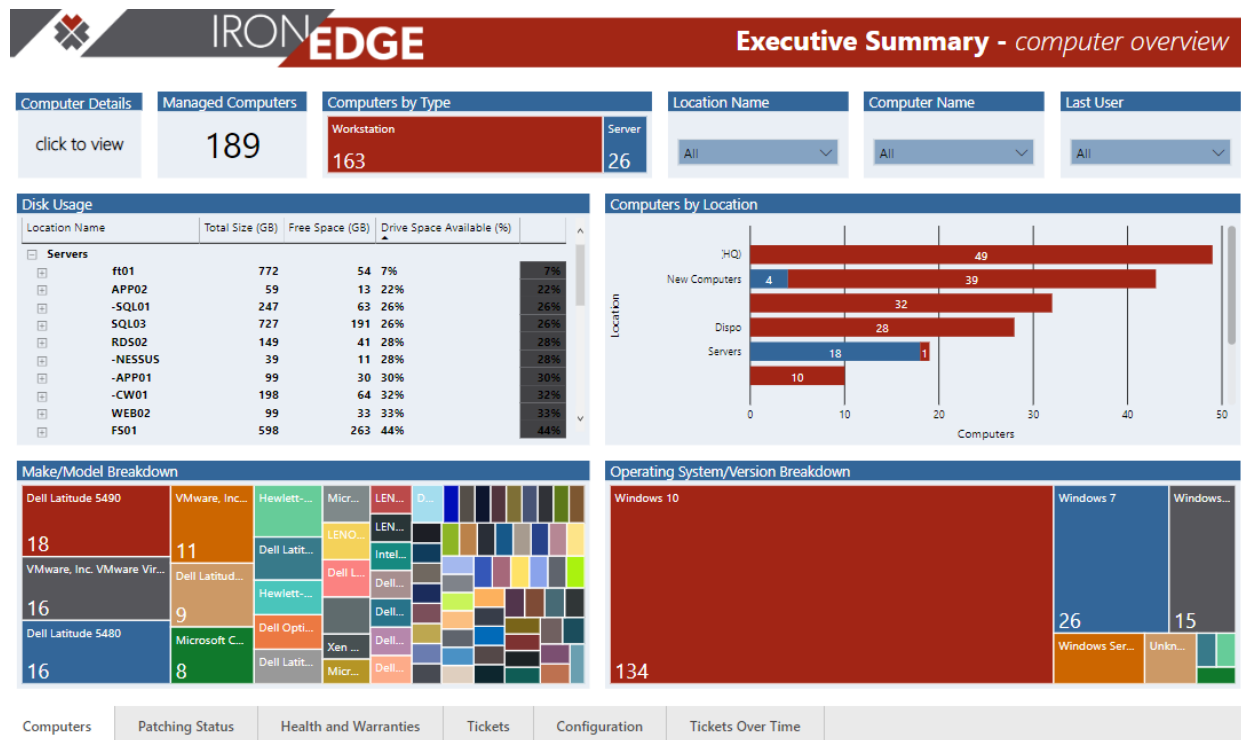 IRONEDGE
Executive Summary - computer overview
Computer Details
click to view
Managed Computers
189
Computers by Type
Workstation
163
Server
26
Location Name
All
Computer Name
All
Last User
All
Disk Usage
Location Name Total Size (GB) Free Space (GB) Drive Space Available (%)
Servers
ft01 772 54 7% 7%
APP02 59 13 22% 22%
-SQL01 247 63 26% 26%
SQL03 727 191 26% 26%
RDS02 149 41 28% 28%
-NESSUS 39 11 28% 28%
-APP01 99 30 30% 30%
-CW01 198 64 32% 32%
WEB02 99 33 33% 33%
FS01 598 263 44% 44%
Computers by Location
Location
HQ) 49
New Computers 4 39
32
Dispo 28
Servers 18 1
10
0 10 20 30 40 50
Computers
Make/Model Breakdown
Dell Latitude 5490
18
VMware, Inc. VMware Vir...
16
Dell Latitude 5480
16
VMware, Inc...
11
Dell Latitud...
9
Microsoft C...
8
Hewlett-...
Dell Latit...
Hewlett-...
Dell Opti...
Dell Latit...
Micr...
LENO...
Dell L...
Xen ...
Micr...
LEN...
LEN...
Intel...
Dell...
Dell...
Dell...
Dell...
D...
Operating System/Version Breakdown
Windows 10
134
Windows 7
26
Windows...
15
Windows Ser...
Unkn...
Computers
Patching Status
Health and Warranties
Tickets
Configuration
Tickets Over Time